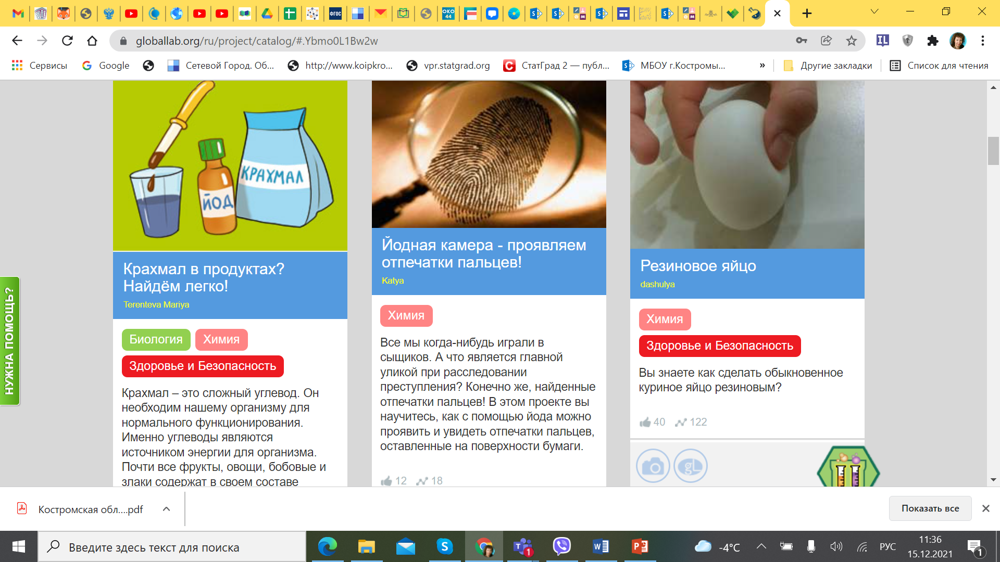 ФГОС
ОКО
44
globallab.org/ru/project/catalog/#.Ybmo0L1Bw2w
IL
Сервисы
Google
Сетевой Город. Об...
http://www.koipkro...
vpr.statgrad.org
СтатГрад 2 — публ...
МБОУ г.Костромы...
»
Другие закладки
Список для чтения
НУЖНА ПОМОЩЬ?
КРАХМАЛ
ЙОД
Крахмал в продуктах?
Найдём легко!
Terenteva Mariya
Биология
Химия
Здоровье и Безопасность
Крахмал – это сложный углевод. Он
необходим нашему организму для
нормального функционирования.
Именно углеводы являются
источником энергии для организма.
Почти все фрукты, овощи, бобовые и
злаки содержат в своем составе
Йодная камера - проявляем
отпечатки пальцев!
Katya
Химия
Все мы когда-нибудь играли в
сыщиков. А что является главной
уликой при расследовании
преступления? Конечно же, найденные
отпечатки пальцев! В этом проекте вы
научитесь, как с помощью йода можно
проявить и увидеть отпечатки пальцев,
оставленные на поверхности бумаги.
12 18
Резиновое яйцо
dashulya
Химия
Здоровье и Безопасность
Вы знаете как сделать обыкновенное
куриное яйцо резиновым?
40 122
gL
Костромская обл....pdf
Показать все
Введите здесь текст для поиска
-4°C
РУС
11:36
15.12.2021
1